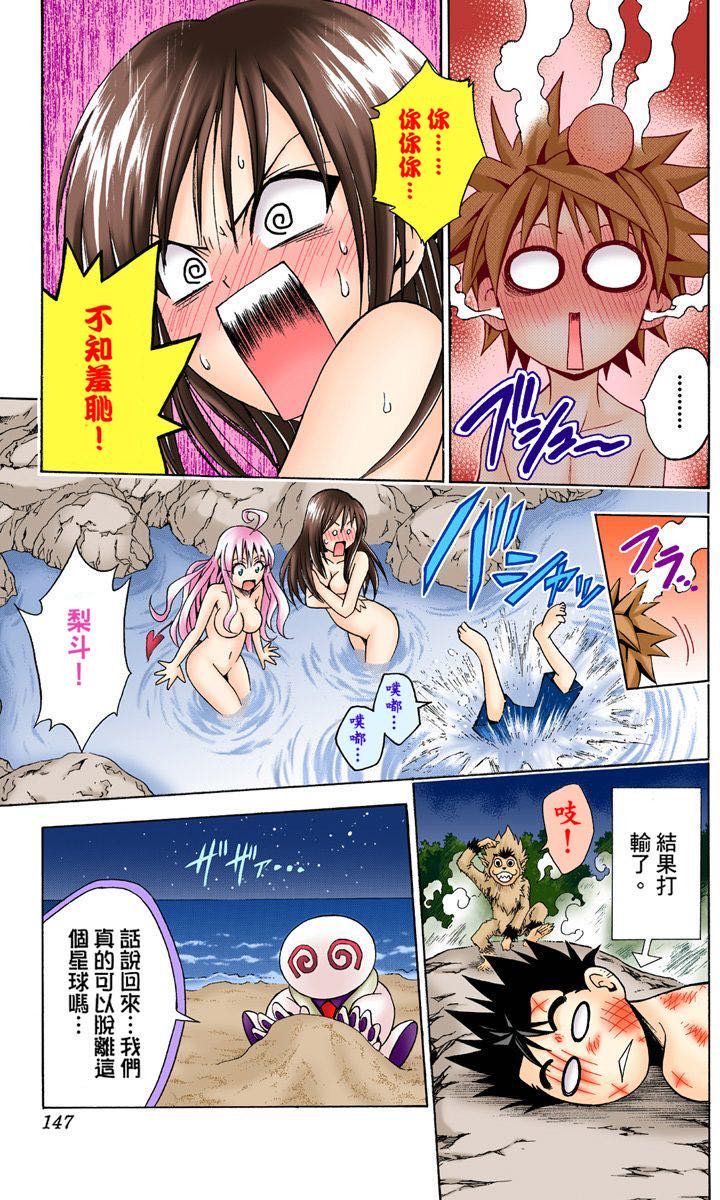 ………
ブシュ～
你……
你你你…
不知羞恥！
フラッ
バシャッ
噗嘟…
噗嘟…
梨斗！
結果打
輸了。
吱！
ザザァ…
話說回來…我們
真的可以脫離這
個星球嗎…
147